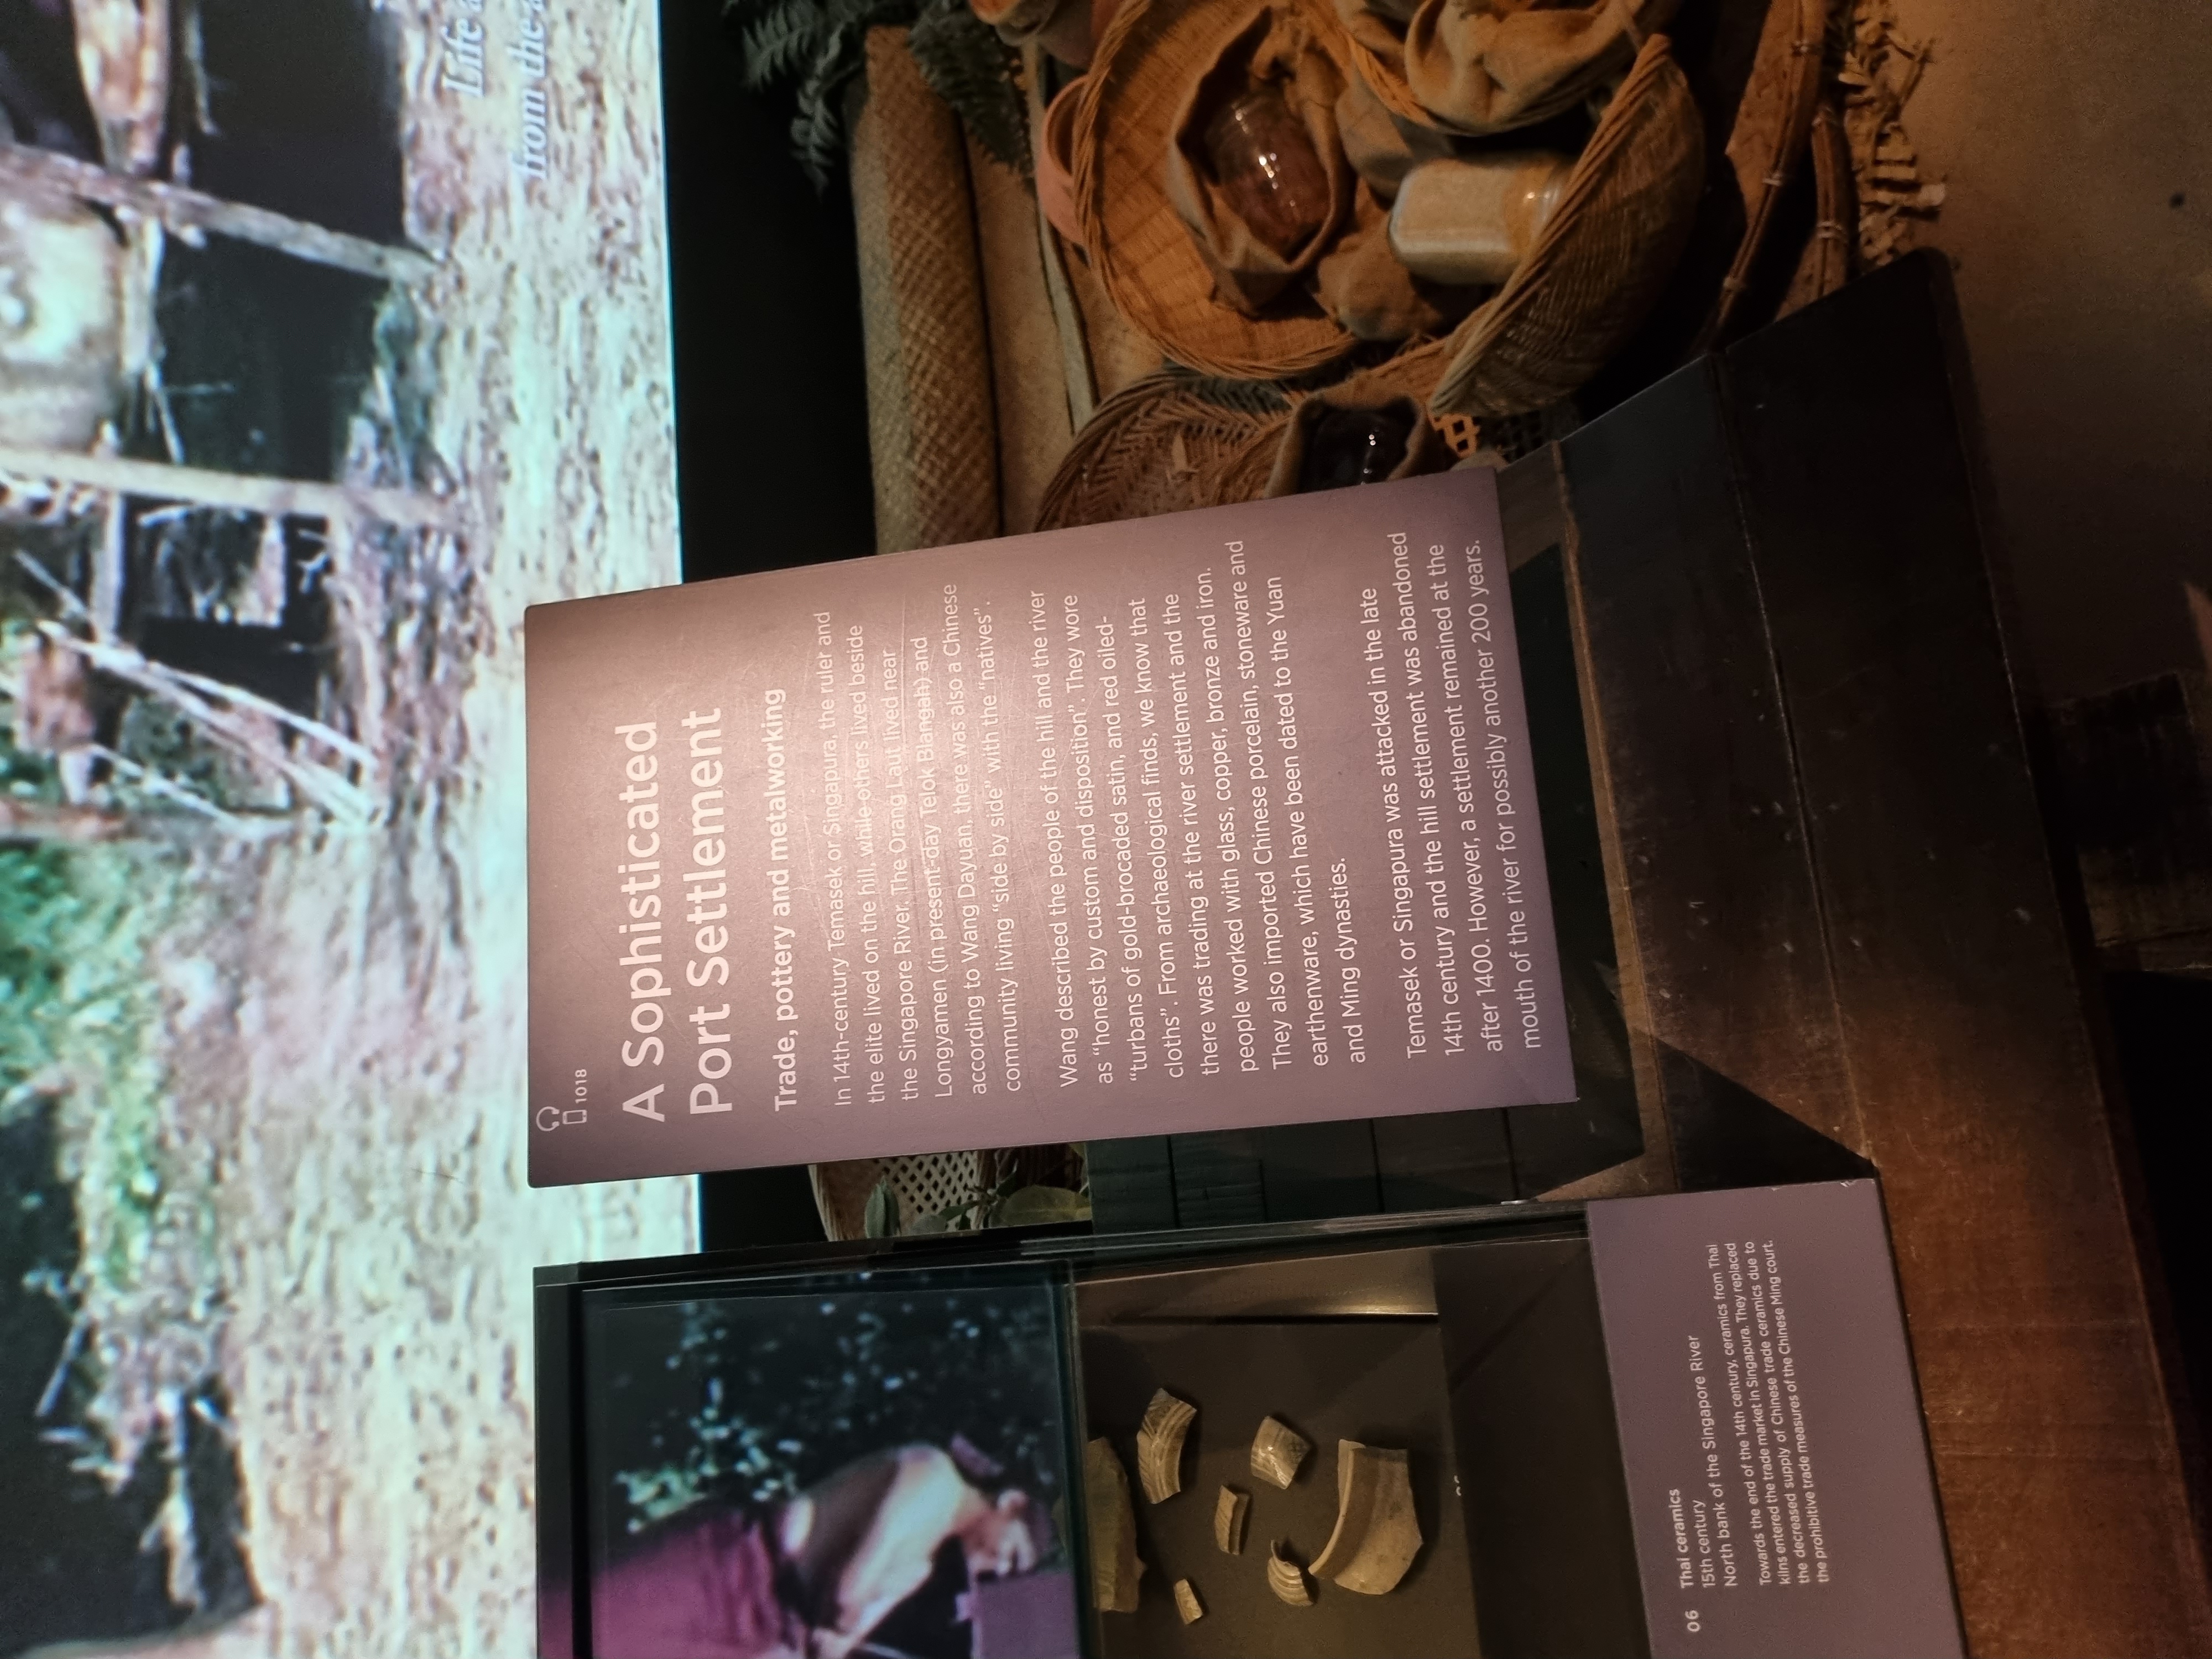 Life
from the
1018
A Sophisticated
Port Settlement
Trade, pottery and metalworking
In 14th-century Temasek or Singapura, the ruler and
the elite lived on the hill, while others lived beside
the Singapore River. The Orang Laut lived near
Longyamen (in present-day Telok Blangah) and
according to Wang Dayuan, there was also a Chinese
community living “side by side” with the “natives”.
Wang described the people of the hill and the river
as “honest by custom and disposition”. They wore
“turbans of gold-brocaded satin, and red oiled-
cloths”. From archaeological finds, we know that
there was trading at the river settlement and the
people worked with glass, copper, bronze and iron.
They also imported Chinese porcelain, stoneware and
earthenware, which have been dated to the Yuan
and Ming dynasties.
Temasek or Singapura was attacked in the late
14th century and the hill settlement was abandoned
after 1400. However, a settlement remained at the
mouth of the river for possibly another 200 years.
06 Thai ceramics
15th century
North bank of the Singapore River
Towards the end of the 14th century, ceramics from Thai
kilns entered the trade market in Singapura. They replaced
the decreased supply of Chinese trade ceramics due to
the prohibitive trade measures of the Chinese Ming court.